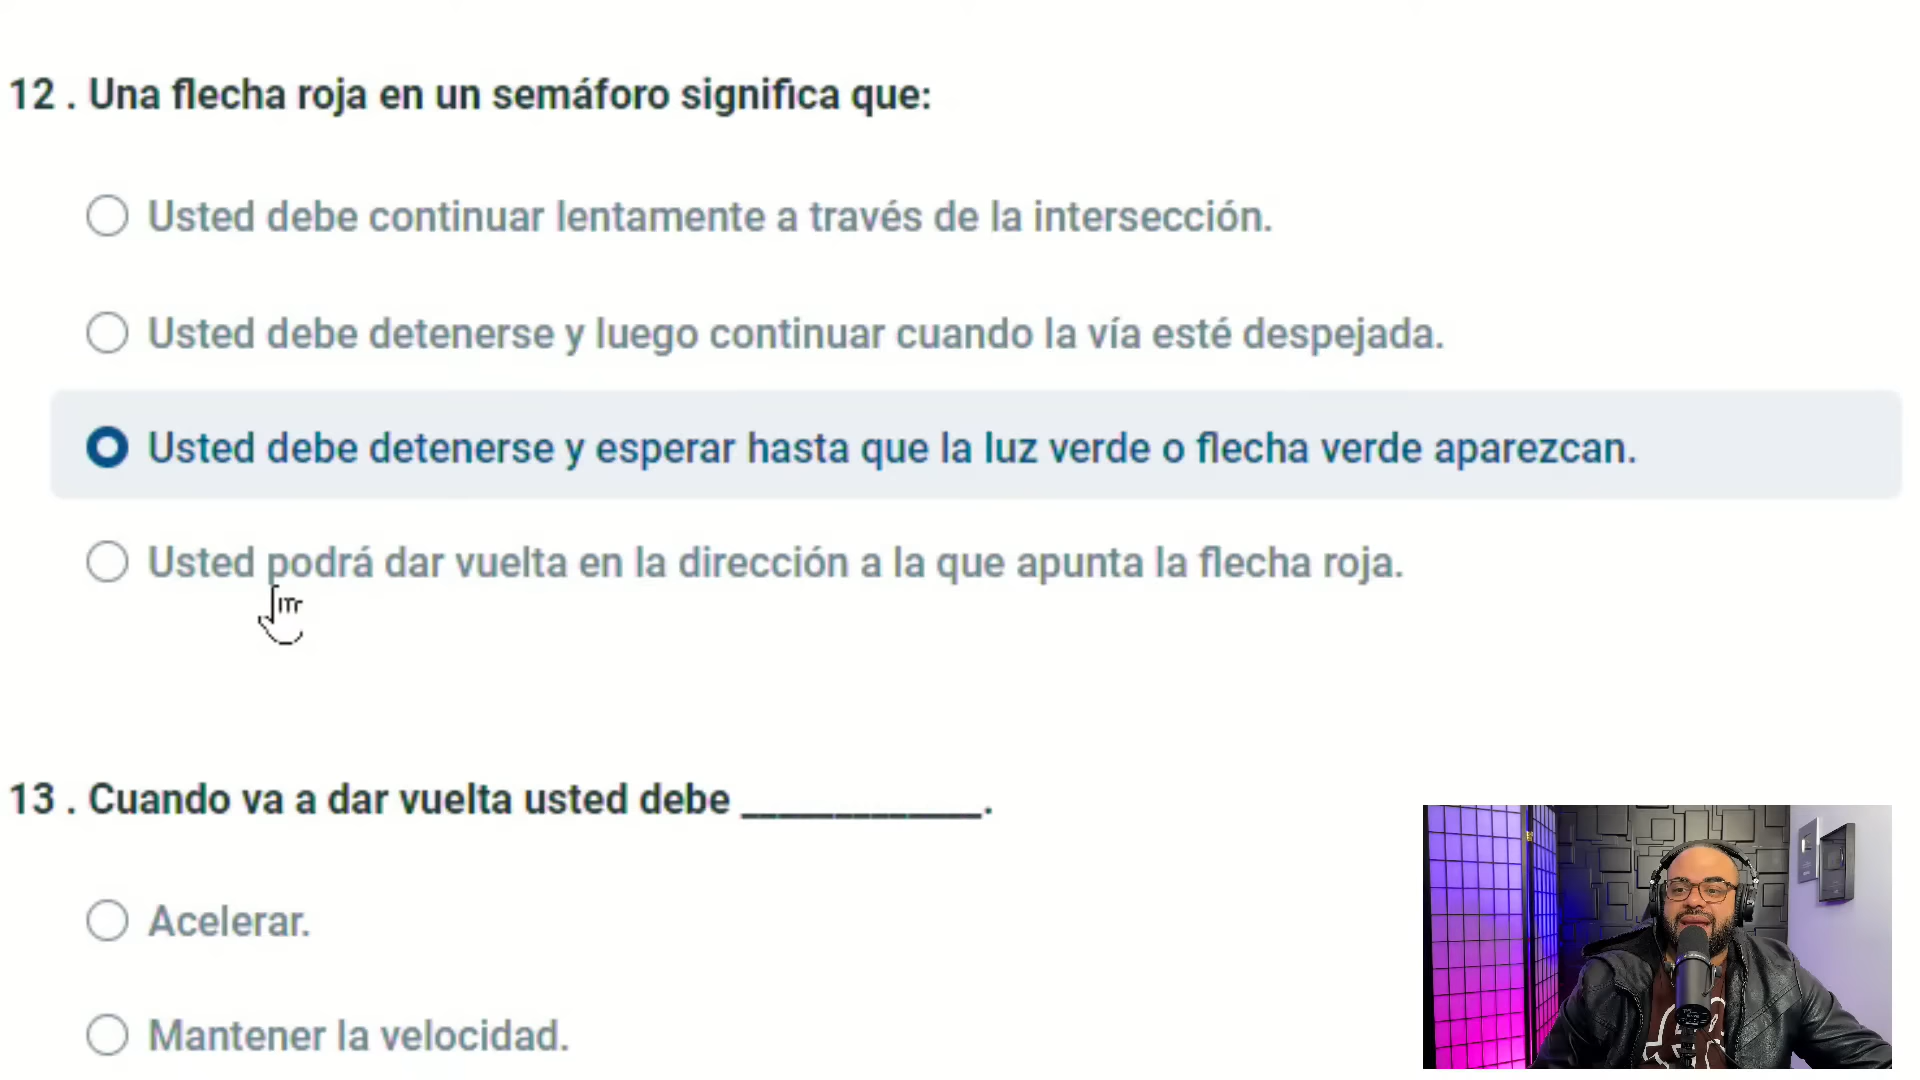 12 . Una flecha roja en un semáforo significa que:
Usted debe continuar lentamente a través de la intersección.
Usted debe detenerse y luego continuar cuando la vía esté despejada.
Usted debe detenerse y esperar hasta que la luz verde o flecha verde aparezcan.
Usted podrá dar vuelta en la dirección a la que apunta la flecha roja.
13 . Cuando va a dar vuelta usted debe ____________.
Acelerar.
Mantener la velocidad.